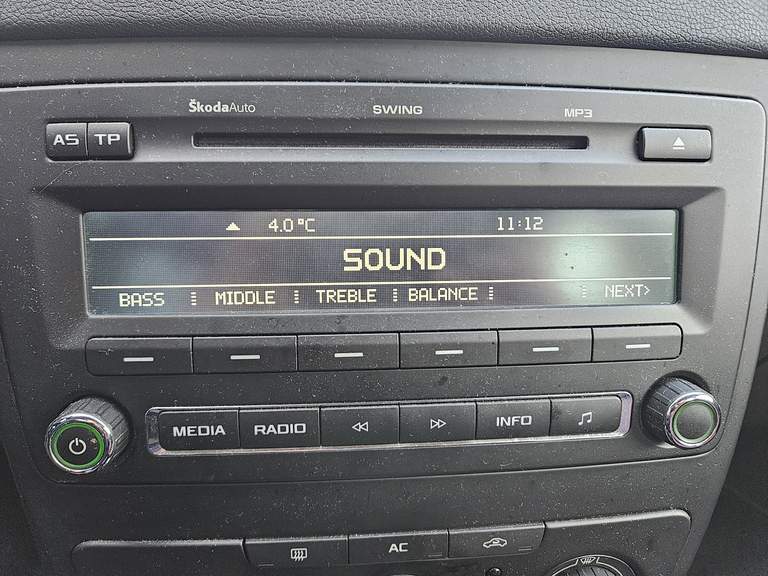 ŠkodaAuto SWING MP3
AS TP
4.0 °C 11:12
SOUND
BASS MIDDLE TREBLE BALANCE NEXT>
MEDIA RADIO INFO
AC